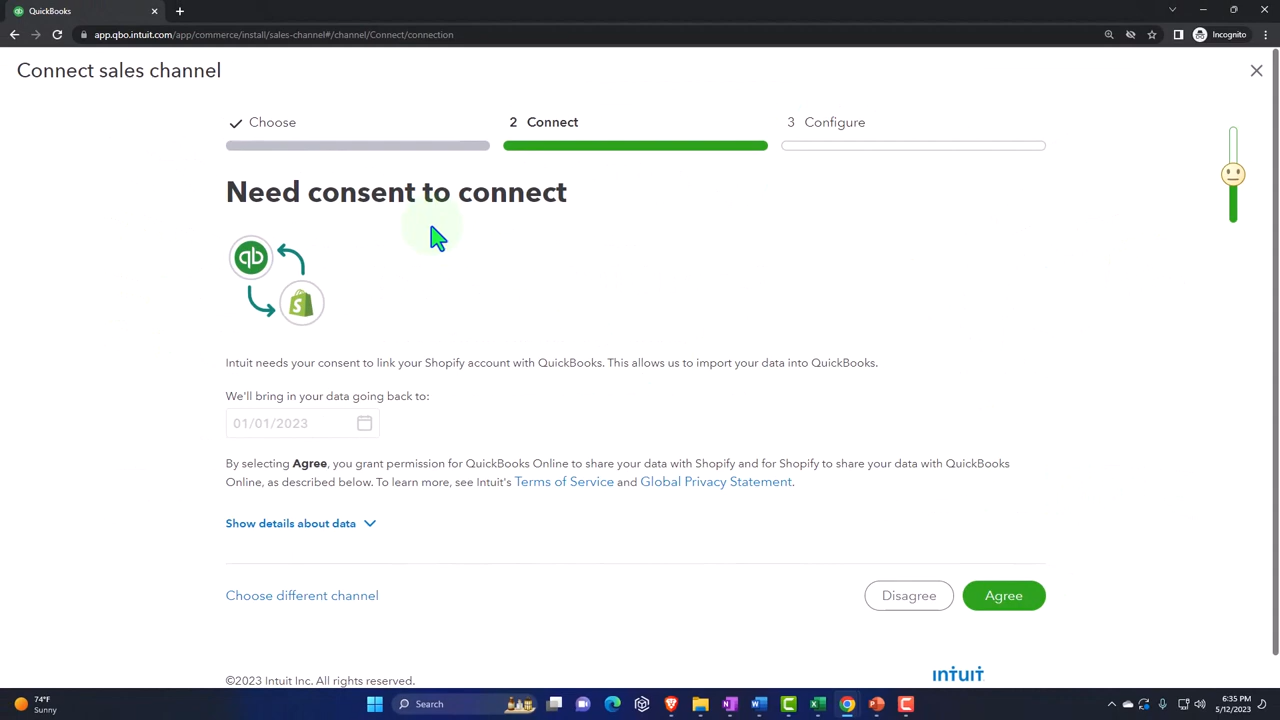 QuickBooks
app.qbo.intuit.com/app/commerce/install/sales-channel#/channel/Connect/connection
Incognito
Connect sales channel
Choose
2 Connect
3 Configure
Need consent to connect
qb
S
Intuit needs your consent to link your Shopify account with QuickBooks. This allows us to import your data into QuickBooks.
We'll bring in your data going back to:
01/01/2023
By selecting Agree, you grant permission for QuickBooks Online to share your data with Shopify and for Shopify to share your data with QuickBooks
Online, as described below. To learn more, see Intuit's Terms of Service and Global Privacy Statement.
Show details about data
Choose different channel
Disagree
Agree
©2023 Intuit Inc. All rights reserved.
INTUIT
74°F
Sunny
Search
6:35 PM
5/12/2023